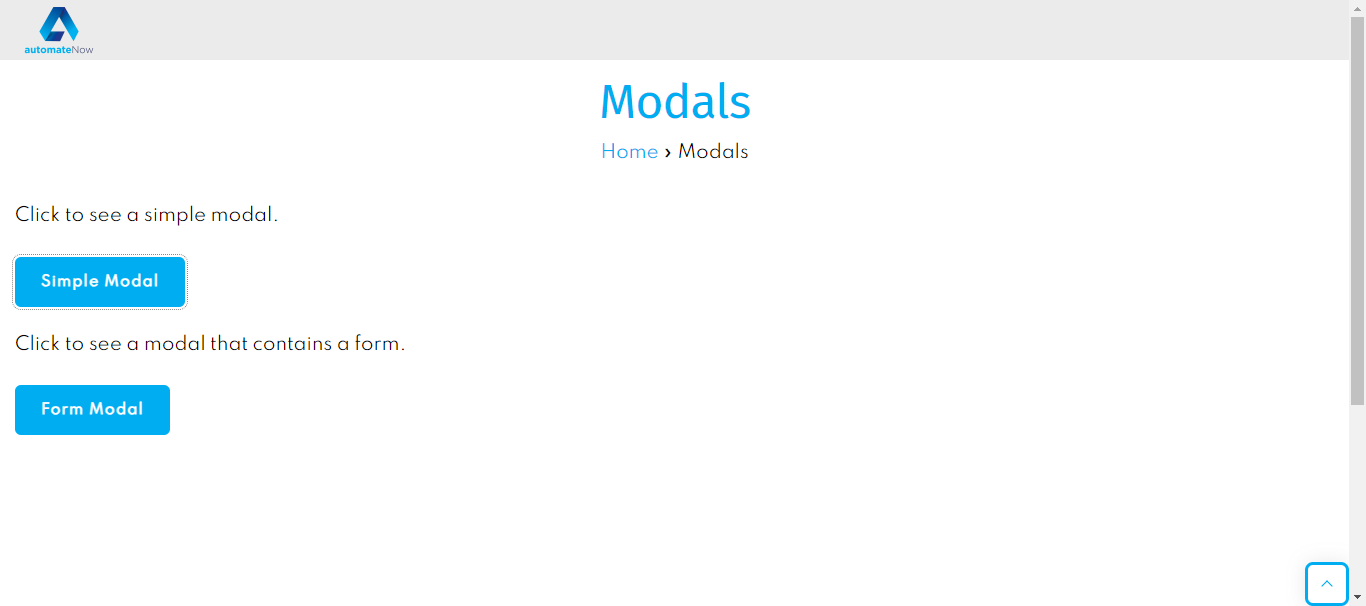 automateNow
Modals
Home › Modals
Click to see a simple modal.
Simple Modal
Click to see a modal that contains a form.
Form Modal